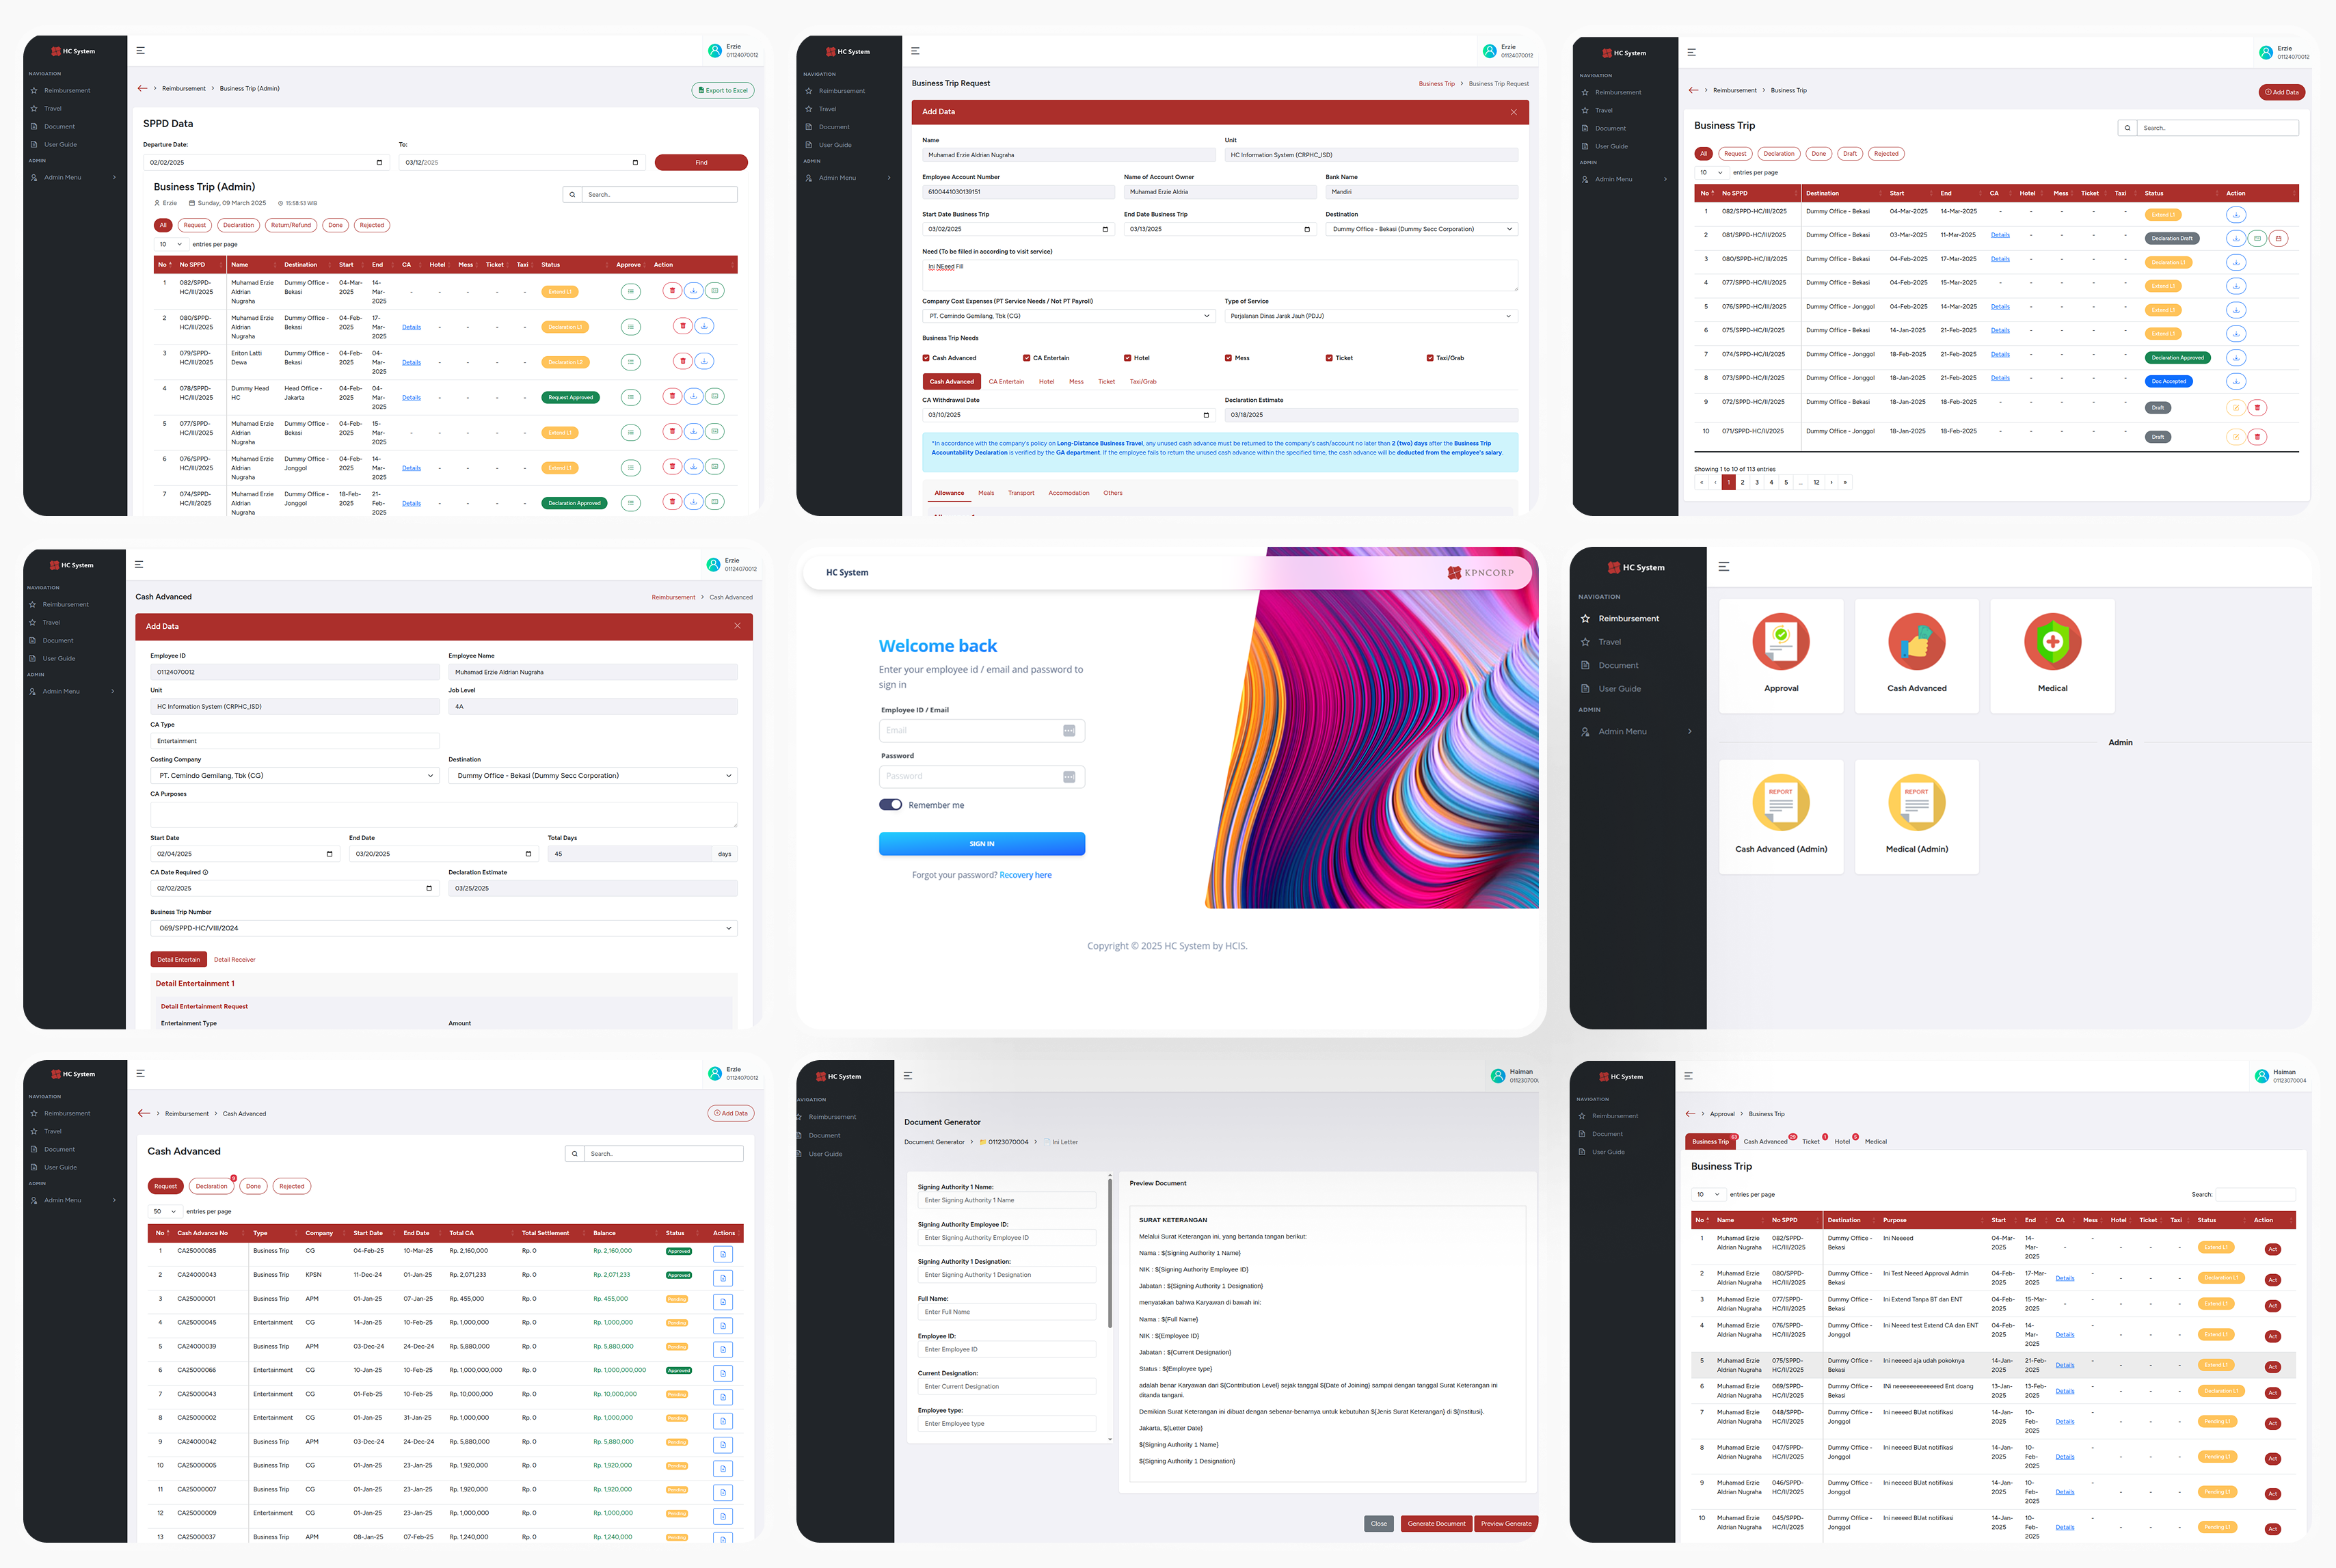 HC System
Erzie
01124070012
NAVIGATION
Reimbursement
Travel
Document
User Guide
ADMIN
Admin Menu
Reimbursement > Business Trip (Admin)
Export to Excel
SPPD Data
Departure Date: To:
02/02/2025 03/12/2025 Find
Business Trip (Admin)
Erzie Sunday, 09 March 2025 15:58:53 WIB
Search..
All Request Declaration Return/Refund Done Rejected
10 entries per page
No No SPPD Name Destination Start End CA Hotel Mess Ticket Taxi Status Approve Action
1 082/SPPD-HC/III/2025 Muhamad Erzie Aldrian Nugraha Dummy Office - Bekasi 04-Mar-2025 14-Mar-2025 - - - - - Extend L1
2 080/SPPD-HC/III/2025 Muhamad Erzie Aldrian Nugraha Dummy Office - Bekasi 04-Feb-2025 17-Mar-2025 Details - - - - Declaration L1
3 079/SPPD-HC/III/2025 Eriton Latti Dewa Dummy Office - Bekasi 04-Feb-2025 04-Mar-2025 Details - - - - Declaration L2
4 078/SPPD-HC/III/2025 Dummy Head HC Head Office - Jakarta 04-Feb-2025 04-Mar-2025 Details - - - - Request Approved
5 077/SPPD-HC/III/2025 Muhamad Erzie Aldrian Nugraha Dummy Office - Bekasi 04-Feb-2025 15-Mar-2025 - - - - - Extend L1
6 076/SPPD-HC/III/2025 Muhamad Erzie Aldrian Nugraha Dummy Office - Jonggol 04-Feb-2025 14-Mar-2025 Details - - - - Extend L1
7 074/SPPD-HC/II/2025 Muhamad Erzie Aldrian Nugraha Dummy Office - Jonggol 18-Feb-2025 21-Feb-2025 Details - - - - Declaration Approved
HC System
Erzie
01124070012
NAVIGATION
Reimbursement
Travel
Document
User Guide
ADMIN
Admin Menu
Business Trip Request
Business Trip > Business Trip Request
Add Data
Name Unit
Muhamad Erzie Aldrian Nugraha HC Information System (CRPHC_ISD)
Employee Account Number Name of Account Owner Bank Name
6100441030139151 Muhamad Erzie Aldria Mandiri
Start Date Business Trip End Date Business Trip Destination
03/02/2025 03/13/2025 Dummy Office - Bekasi (Dummy Secc Corporation)
Need (To be filled in according to visit service)
Ini NEeed Fill
Company Cost Expenses (PT Service Needs / Not PT Payroll) Type of Service
PT. Cemindo Gemilang, Tbk (CG) Perjalanan Dinas Jarak Jauh (PDJJ)
Business Trip Needs
Cash Advanced CA Entertain Hotel Mess Ticket Taxi/Grab
Cash Advanced CA Entertain Hotel Mess Ticket Taxi/Grab
CA Withdrawal Date Declaration Estimate
03/10/2025 03/18/2025
*In accordance with the company's policy on Long-Distance Business Travel, any unused cash advance must be returned to the company's cash/account no later than 2 (two) days after the Business Trip
Accountability Declaration is verified by the GA department. If the employee fails to return the unused cash advance within the specified time, the cash advance will be deducted from the employee's salary.
Allowance Meals Transport Accomodation Others
HC System
Erzie
01124070012
NAVIGATION
Reimbursement
Travel
Document
User Guide
ADMIN
Admin Menu
Reimbursement > Business Trip
Add Data
Business Trip
Search..
All Request Declaration Done Draft Rejected
10 entries per page
No No SPPD Destination Start End CA Hotel Mess Ticket Taxi Status Action
1 082/SPPD-HC/III/2025 Dummy Office - Bekasi 04-Mar-2025 14-Mar-2025 - - - - - Extend L1
2 081/SPPD-HC/III/2025 Dummy Office - Bekasi 03-Mar-2025 11-Mar-2025 Details - - - - Declaration Draft
3 080/SPPD-HC/III/2025 Dummy Office - Bekasi 04-Feb-2025 17-Mar-2025 Details - - - - Declaration L1
4 077/SPPD-HC/III/2025 Dummy Office - Bekasi 04-Feb-2025 15-Mar-2025 - - - - - Extend L1
5 076/SPPD-HC/III/2025 Dummy Office - Jonggol 04-Feb-2025 14-Mar-2025 Details - - - - Extend L1
6 075/SPPD-HC/II/2025 Dummy Office - Bekasi 14-Jan-2025 21-Feb-2025 Details - - - - Extend L1
7 074/SPPD-HC/II/2025 Dummy Office - Jonggol 18-Feb-2025 21-Feb-2025 Details - - - - Declaration Approved
8 073/SPPD-HC/II/2025 Dummy Office - Jonggol 18-Jan-2025 21-Feb-2025 Details - - - - Doc Accepted
9 072/SPPD-HC/II/2025 Dummy Office - Bekasi 18-Jan-2025 18-Feb-2025 - - - - - Draft
10 071/SPPD-HC/II/2025 Dummy Office - Jonggol 18-Jan-2025 18-Feb-2025 - - - - - Draft
Showing 1 to 10 of 113 entries
« ‹ 1 2 3 4 5 … 12 › »
HC System
Erzie
01124070012
NAVIGATION
Reimbursement
Travel
Document
User Guide
ADMIN
Admin Menu
Cash Advanced
Reimbursement > Cash Advanced
Add Data
Employee ID Employee Name
01124070012 Muhamad Erzie Aldrian Nugraha
Unit Job Level
HC Information System (CRPHC_ISD) 4A
CA Type
Entertainment
Costing Company Destination
PT. Cemindo Gemilang, Tbk (CG) Dummy Office - Bekasi (Dummy Secc Corporation)
CA Purposes
Start Date End Date Total Days
02/04/2025 03/20/2025 45 days
CA Date Required Declaration Estimate
02/02/2025 03/25/2025
Business Trip Number
069/SPPD-HC/VIII/2024
Detail Entertain Detail Receiver
Detail Entertainment 1
Detail Entertainment Request
Entertainment Type Amount
HC System
KPNCORP
Welcome back
Enter your employee id / email and password to
sign in
Employee ID / Email
Email
Password
Password
Remember me
SIGN IN
Forgot your password? Recovery here
Copyright © 2025 HC System by HCIS.
HC System
NAVIGATION
Reimbursement
Travel
Document
User Guide
ADMIN
Admin Menu
Approval Cash Advanced Medical
Admin
REPORT REPORT
Cash Advanced (Admin) Medical (Admin)
HC System
Erzie
01124070012
NAVIGATION
Reimbursement
Travel
Document
User Guide
ADMIN
Admin Menu
Reimbursement > Cash Advanced
Add Data
Cash Advanced
Search..
Request Declaration Done Rejected
50 entries per page
No Cash Advance No Type Company Start Date End Date Total CA Total Settlement Balance Status Actions
1 CA25000085 Business Trip CG 04-Feb-25 10-Mar-25 Rp. 2,160,000 Rp. 0 Rp. 2,160,000 Approved
2 CA24000043 Business Trip KPSN 11-Dec-24 01-Jan-25 Rp. 2,071,233 Rp. 0 Rp. 2,071,233 Approved
3 CA25000001 Business Trip APM 01-Jan-25 07-Jan-25 Rp. 455,000 Rp. 0 Rp. 455,000 Pending
4 CA25000045 Entertainment CG 14-Jan-25 10-Feb-25 Rp. 1,000,000 Rp. 0 Rp. 1,000,000 Pending
5 CA24000039 Business Trip APM 03-Dec-24 24-Dec-24 Rp. 5,880,000 Rp. 0 Rp. 5,880,000 Pending
6 CA25000066 Entertainment CG 10-Jan-25 10-Feb-25 Rp. 1,000,000,000 Rp. 0 Rp. 1,000,000,000 Approved
7 CA25000043 Entertainment CG 01-Feb-25 10-Feb-25 Rp. 10,000,000 Rp. 0 Rp. 10,000,000 Pending
8 CA25000002 Entertainment CG 01-Jan-25 31-Jan-25 Rp. 1,000,000 Rp. 0 Rp. 1,000,000 Pending
9 CA24000042 Business Trip APM 03-Dec-24 24-Dec-24 Rp. 5,880,000 Rp. 0 Rp. 5,880,000 Pending
10 CA25000005 Business Trip CG 01-Jan-25 23-Jan-25 Rp. 1,920,000 Rp. 0 Rp. 1,920,000 Pending
11 CA25000007 Business Trip CG 01-Jan-25 23-Jan-25 Rp. 1,920,000 Rp. 0 Rp. 1,920,000 Pending
12 CA25000009 Entertainment CG 01-Jan-25 23-Jan-25 Rp. 1,000,000 Rp. 0 Rp. 1,000,000 Pending
13 CA25000037 Business Trip APM 08-Jan-25 07-Feb-25 Rp. 1,240,000 Rp. 0 Rp. 1,240,000 Pending
HC System
Haiman
NAVIGATION
Reimbursement
Document
User Guide
Document Generator
Document Generator > 01123070004 > Ini Letter
Signing Authority 1 Name:
Enter Signing Authority 1 Name
Signing Authority Employee ID:
Enter Signing Authority Employee ID
Signing Authority 1 Designation:
Enter Signing Authority 1 Designation
Full Name:
Enter Full Name
Employee ID:
Enter Employee ID
Current Designation:
Enter Current Designation
Employee type:
Enter Employee type
Preview Document
SURAT KETERANGAN
Melalui Surat Keterangan ini, yang bertanda tangan berikut:
Nama : ${Signing Authority 1 Name}
NIK : ${Signing Authority Employee ID}
Jabatan : ${Signing Authority 1 Designation}
menyatakan bahwa Karyawan di bawah ini:
Nama : ${Full Name}
NIK : ${Employee ID}
Jabatan : ${Current Designation}
Status : ${Employee type}
adalah benar Karyawan dari ${Contribution Level} sejak tanggal ${Date of Joining} sampai dengan tanggal Surat Keterangan ini
ditanda tangani.
Demikian Surat Keterangan ini dibuat dengan sebenar-benarnya untuk kebutuhan ${Jenis Surat Keterangan} di ${Institusi}.
Jakarta, ${Letter Date}
${Signing Authority 1 Name}
${Signing Authority 1 Designation}
Close Generate Document Preview Generate
HC System
Haiman
01123070004
NAVIGATION
Reimbursement
Document
User Guide
Approval > Business Trip
Business Trip Cash Advanced Ticket Hotel Medical
Business Trip
10 entries per page
Search:
No Name No SPPD Destination Purpose Start End CA Mess Hotel Ticket Taxi Status Action
1 Muhamad Erzie Aldrian Nugraha 082/SPPD-HC/III/2025 Dummy Office - Bekasi Ini Neeeed 04-Mar-2025 14-Mar-2025 - - - - - Extend L1 Act
2 Muhamad Erzie Aldrian Nugraha 080/SPPD-HC/III/2025 Dummy Office - Bekasi Ini Test Neeed Approval Admin 04-Feb-2025 17-Mar-2025 Details - - - - Declaration L1 Act
3 Muhamad Erzie Aldrian Nugraha 077/SPPD-HC/III/2025 Dummy Office - Bekasi Ini Extend Tanpa BT dan ENT 04-Feb-2025 15-Mar-2025 - - - - - Extend L1 Act
4 Muhamad Erzie Aldrian Nugraha 076/SPPD-HC/III/2025 Dummy Office - Jonggol Ini Neeed test Extend CA dan ENT 04-Feb-2025 14-Mar-2025 Details - - - - Extend L1 Act
5 Muhamad Erzie Aldrian Nugraha 075/SPPD-HC/II/2025 Dummy Office - Bekasi Ini neeeed aja udah pokoknya 14-Jan-2025 21-Feb-2025 Details - - - - Extend L1 Act
6 Muhamad Erzie Aldrian Nugraha 069/SPPD-HC/II/2025 Dummy Office - Bekasi 13-Jan-2025 13-Feb-2025 Details - - - - Declaration L1 Act
7 Muhamad Erzie Aldrian Nugraha 048/SPPD-HC/II/2025 Dummy Office - Jonggol Ini neeeed BUat notifikasi 14-Jan-2025 10-Feb-2025 Details - - - - Pending L1 Act
8 Muhamad Erzie Aldrian Nugraha 047/SPPD-HC/II/2025 Dummy Office - Jonggol Ini neeeed BUat notifikasi 14-Jan-2025 10-Feb-2025 Details - - - - Pending L1 Act
9 Muhamad Erzie Aldrian Nugraha 046/SPPD-HC/II/2025 Dummy Office - Jonggol Ini neeeed BUat notifikasi 14-Jan-2025 10-Feb-2025 Details - - - - Pending L1 Act
10 Muhamad Erzie Aldrian Nugraha 045/SPPD-HC/II/2025 Dummy Office - Jonggol Ini neeeed BUat notifikasi 14-Jan-2025 10-Feb-2025 Details - - - - Pending L1 Act